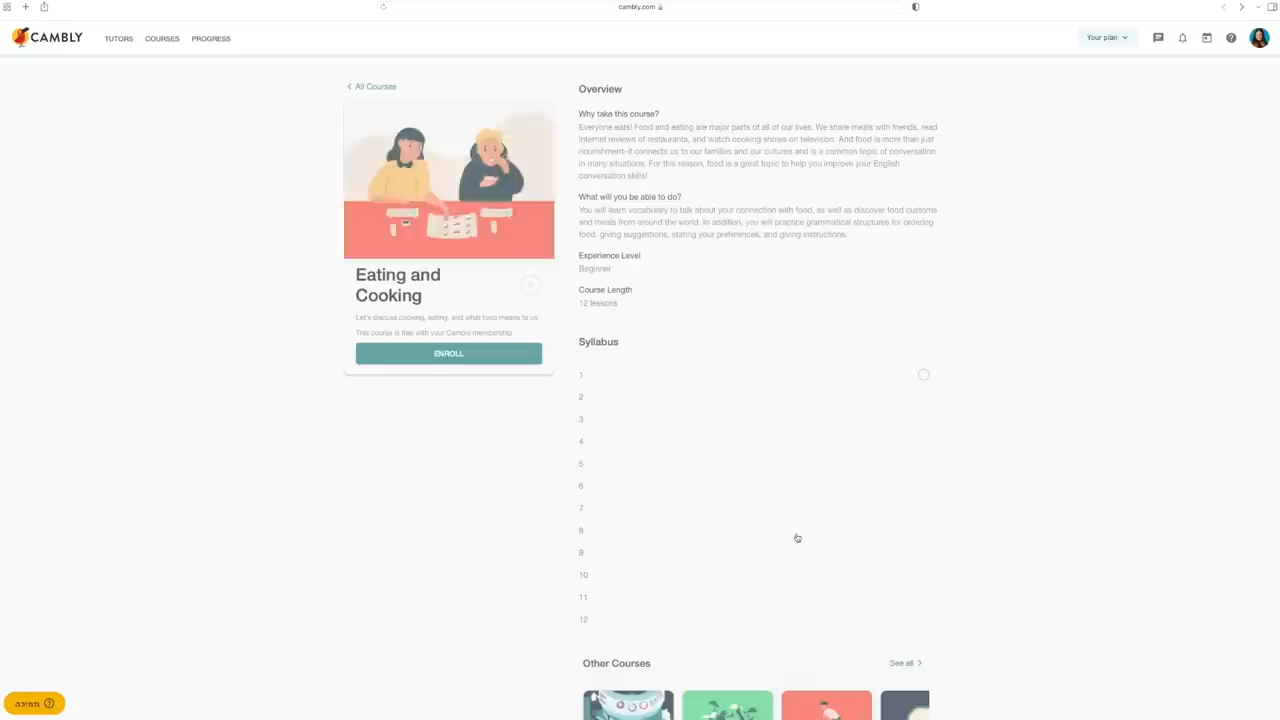 cambly.com
CAMBLY
TUTORS
COURSES
PROGRESS
Your plan
All Courses
Eating and
Cooking
Let's discuss cooking, eating, and what food means to us.
This course is free with your Cambly membership
ENROLL
Overview
Why take this course?
Everyone eats! Food and eating are major parts of all of our lives. We share meals with friends, read
internet reviews of restaurants, and watch cooking shows on television. And food is more than just
nourishment–it connects us to our families and our cultures and is a common topic of conversation
in many situations. For this reason, food is a great topic to help you improve your English
conversation skills!
What will you be able to do?
You will learn vocabulary to talk about your connection with food, as well as discover food customs
and meals from around the world. In addition, you will practice grammatical structures for ordering
food, giving suggestions, stating your preferences, and giving instructions.
Experience Level
Beginner
Course Length
12 lessons
Syllabus
1
2
3
4
5
6
7
8
9
10
11
12
Other Courses
See all
תמיכה